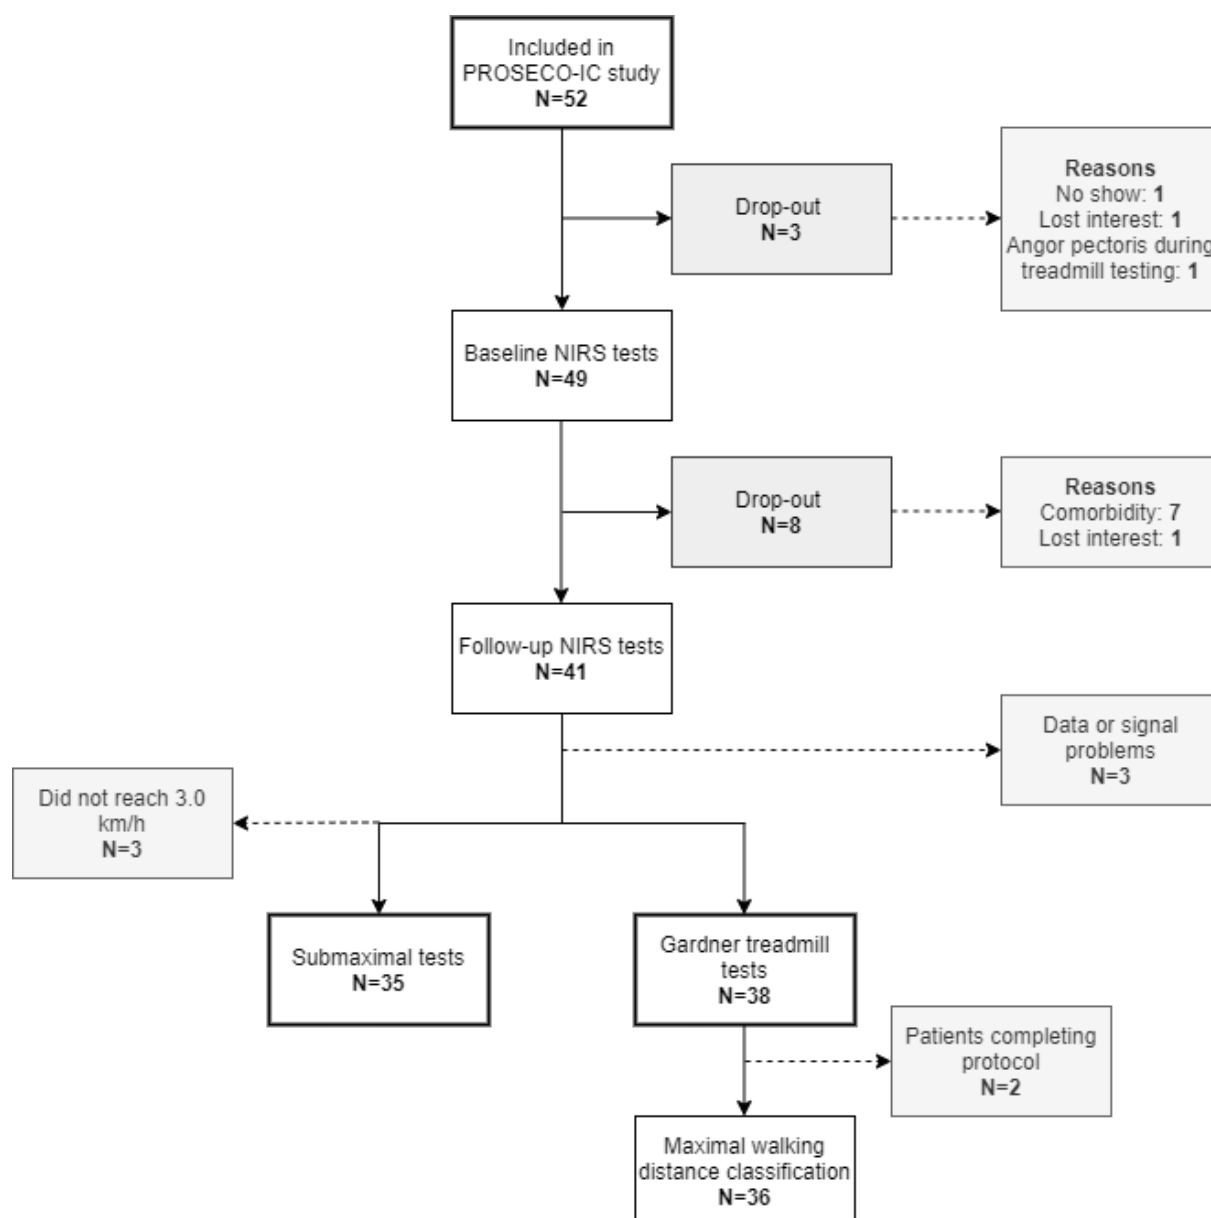 Included in
PROSECO-IC study
N=52
Drop-out
N=3
Reasons
No show: 1
Lost interest: 1
Angor pectoris during
treadmill testing: 1
Baseline NIRS tests
N=49
Drop-out
N=8
Reasons
Comorbidity: 7
Lost interest: 1
Follow-up NIRS tests
N=41
Data or signal
problems
N=3
Did not reach 3.0
km/h
N=3
Submaximal tests
N=35
Gardner treadmill
tests
N=38
Patients completing
protocol
N=2
Maximal walking
distance classification
N=36